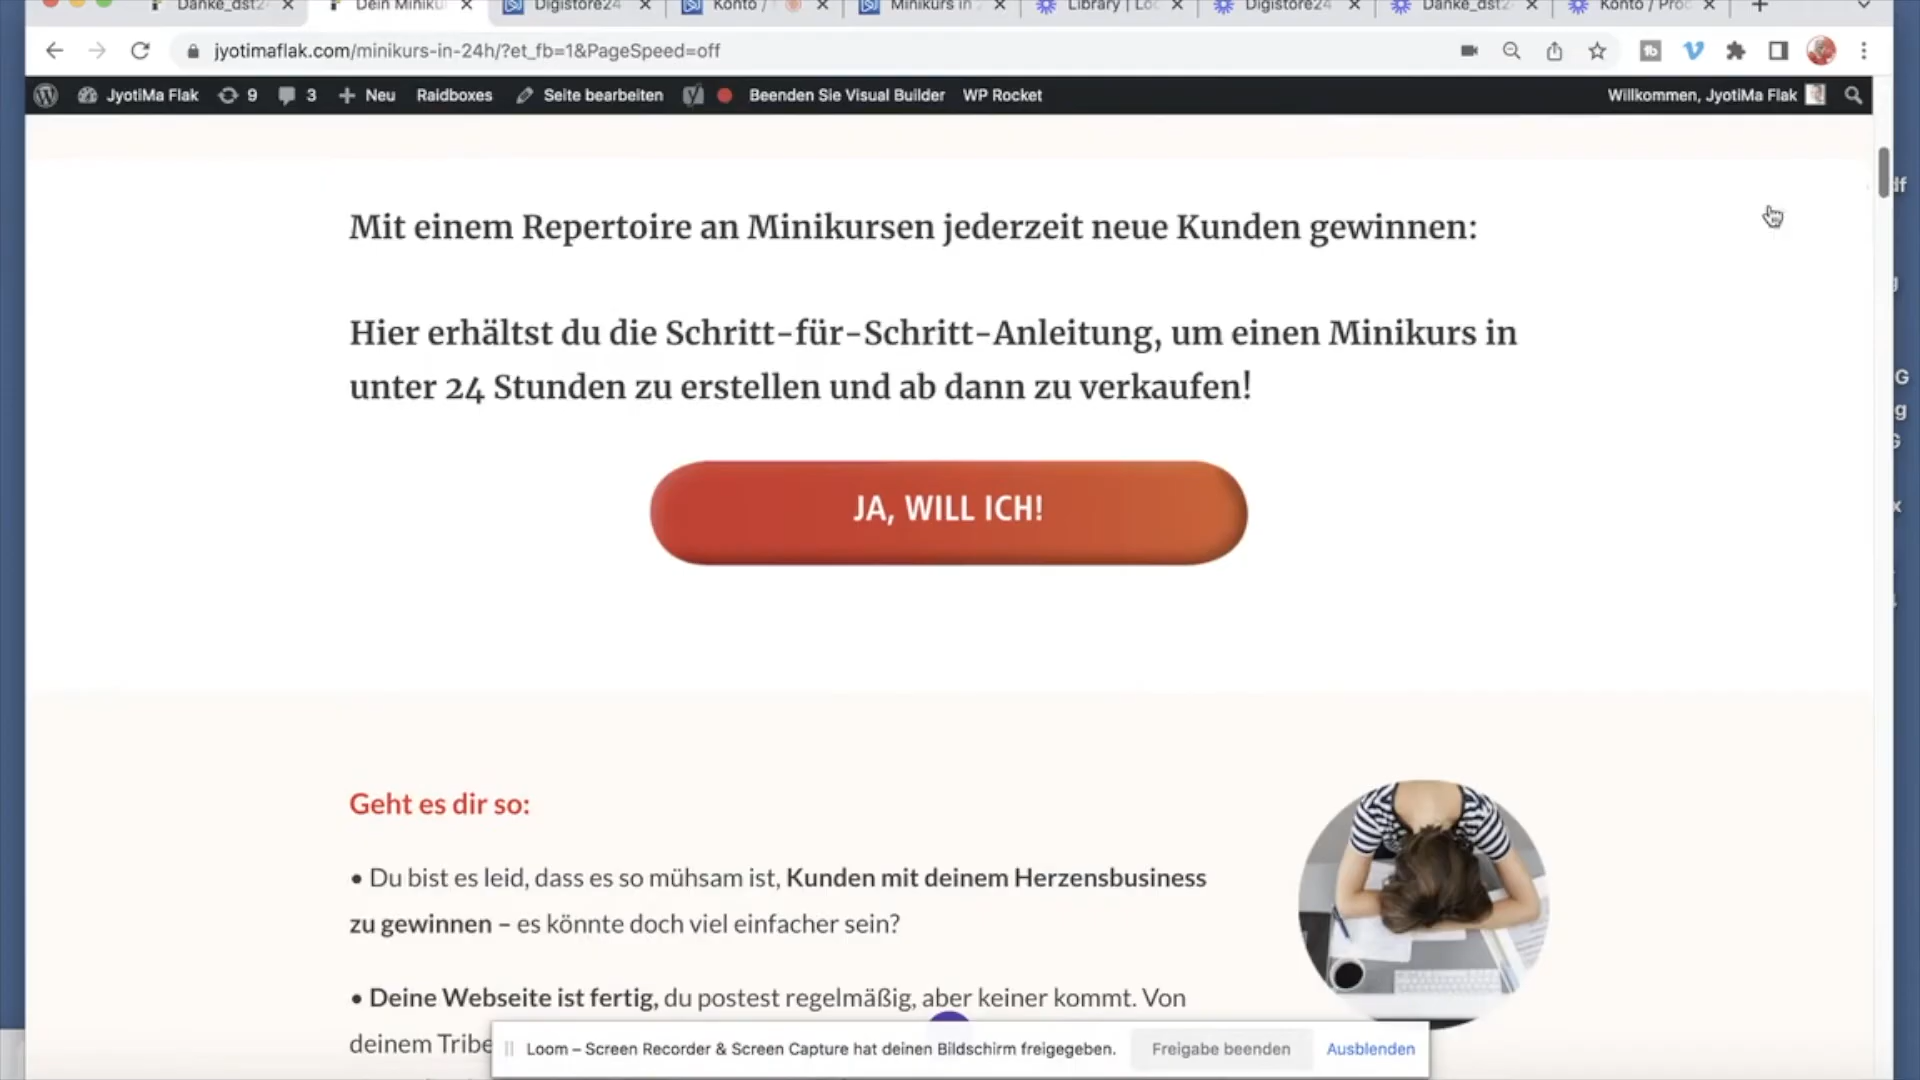 Danke_dst2
Dein Miniku
Digistore24
Konto /
Minikurs in
Library | Lo
Digistore24
Danke_dst2
Konto / Pro
jyotimaflak.com/minikurs-in-24h/?et_fb=1&PageSpeed=off
JyotiMa Flak 9 3 Neu Raidboxes Seite bearbeiten Beenden Sie Visual Builder WP Rocket Willkommen, JyotiMa Flak
Mit einem Repertoire an Minikursen jederzeit neue Kunden gewinnen:
Hier erhältst du die Schritt-für-Schritt-Anleitung, um einen Minikurs in
unter 24 Stunden zu erstellen und ab dann zu verkaufen!
JA, WILL ICH!
Geht es dir so:
• Du bist es leid, dass es so mühsam ist, Kunden mit deinem Herzensbusiness
zu gewinnen – es könnte doch viel einfacher sein?
• Deine Webseite ist fertig, du postest regelmäßig, aber keiner kommt. Von
deinem Tribe
Loom – Screen Recorder & Screen Capture hat deinen Bildschirm freigegeben. Freigabe beenden Ausblenden